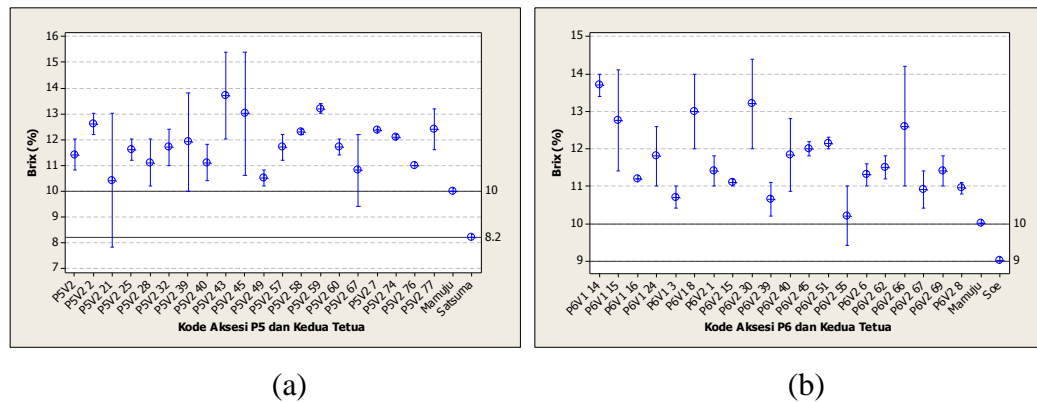 16
15
14
13
12
11
10
9
8
7
Brix (%)
10
8.2
P5V2
P5V2 2
P5V2 21
P5V2 25
P5V2 28
P5V2 32
P5V2 39
P5V2 40
P5V2 43
P5V2 45
P5V2 49
P5V2 57
P5V2 58
P5V2 59
P5V2 60
P5V2 67
P5V2 7
P5V2 74
P5V2 76
P5V2 77
Mamuju
Satsuma
Kode Aksesi P5 dan Kedua Tetua
(a)
15
14
13
12
11
10
9
Brix (%)
10
9
P6V1 14
P6V1 15
P6V1 16
P6V1 24
P6V1 3
P6V1 8
P6V2 1
P6V2 15
P6V2 30
P6V2 39
P6V2 40
P6V2 45
P6V2 51
P6V2 55
P6V2 6
P6V2 62
P6V2 66
P6V2 67
P6V2 69
P6V2 8
Mamuju
Soe
Kode Aksesi P6 dan Kedua Tetua
(b)